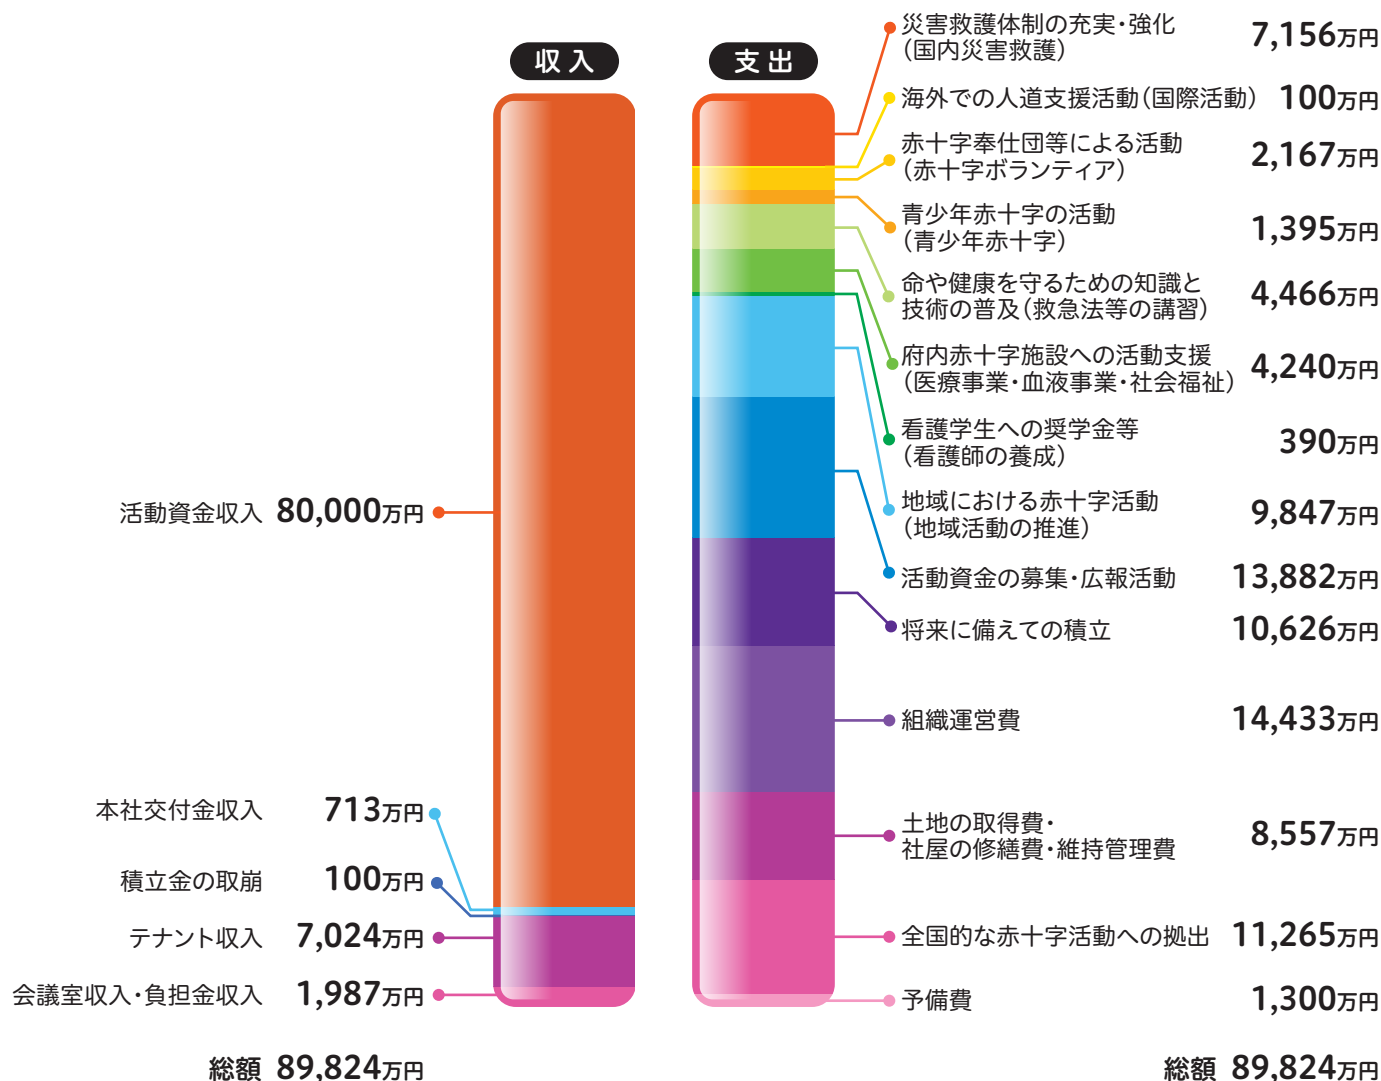 収入
活動資金収入 80,000万円
本社交付金収入 713万円
積立金の取崩 100万円
テナント収入 7,024万円
会議室収入・負担金収入 1,987万円
総額 89,824万円
支出
災害救護体制の充実・強化
(国内災害救護) 7,156万円
海外での人道支援活動(国際活動) 100万円
赤十字奉仕団等による活動
(赤十字ボランティア) 2,167万円
青少年赤十字の活動
(青少年赤十字) 1,395万円
命や健康を守るための知識と
技術の普及(救急法等の講習) 4,466万円
府内赤十字施設への活動支援
(医療事業・血液事業・社会福祉) 4,240万円
看護学生への奨学金等
(看護師の養成) 390万円
地域における赤十字活動
(地域活動の推進) 9,847万円
活動資金の募集・広報活動 13,882万円
将来に備えての積立 10,626万円
組織運営費 14,433万円
土地の取得費・
社屋の修繕費・維持管理費 8,557万円
全国的な赤十字活動への拠出 11,265万円
予備費 1,300万円
総額 89,824万円